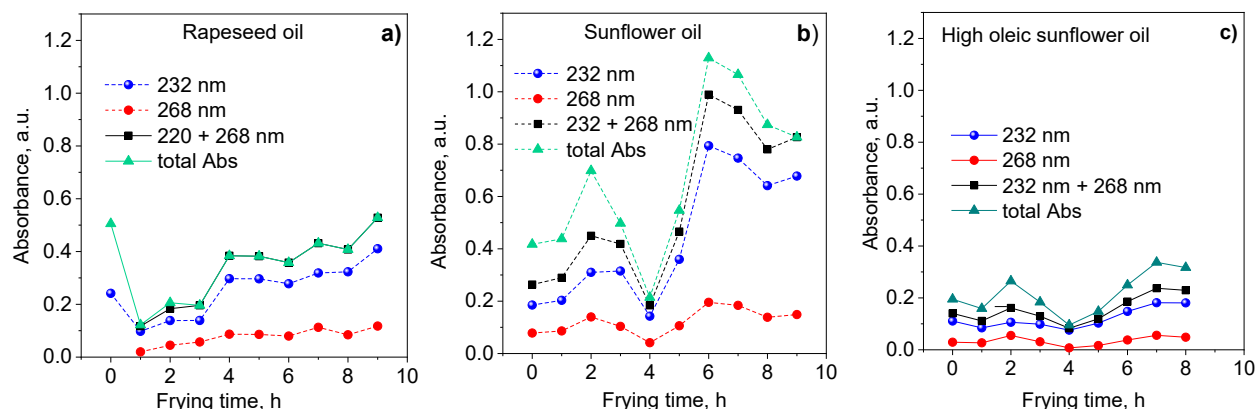 Rapeseed oil
a)
232 nm
268 nm
220 + 268 nm
total Abs
1.2
1.0
0.8
0.6
0.4
0.2
0.0
Absorbance, a.u.
0 2 4 6 8 10
Frying time, h
Sunflower oil
b)
232 nm
268 nm
232 + 268 nm
total Abs
1.2
1.0
0.8
0.6
0.4
0.2
0.0
Absorbance, a.u.
0 2 4 6 8 10
Frying time, h
High oleic sunflower oil
c)
232 nm
268 nm
232 nm + 268 nm
total Abs
1.2
1.0
0.8
0.6
0.4
0.2
0.0
Absorbance, a.u.
0 2 4 6 8 10
Frying time, h